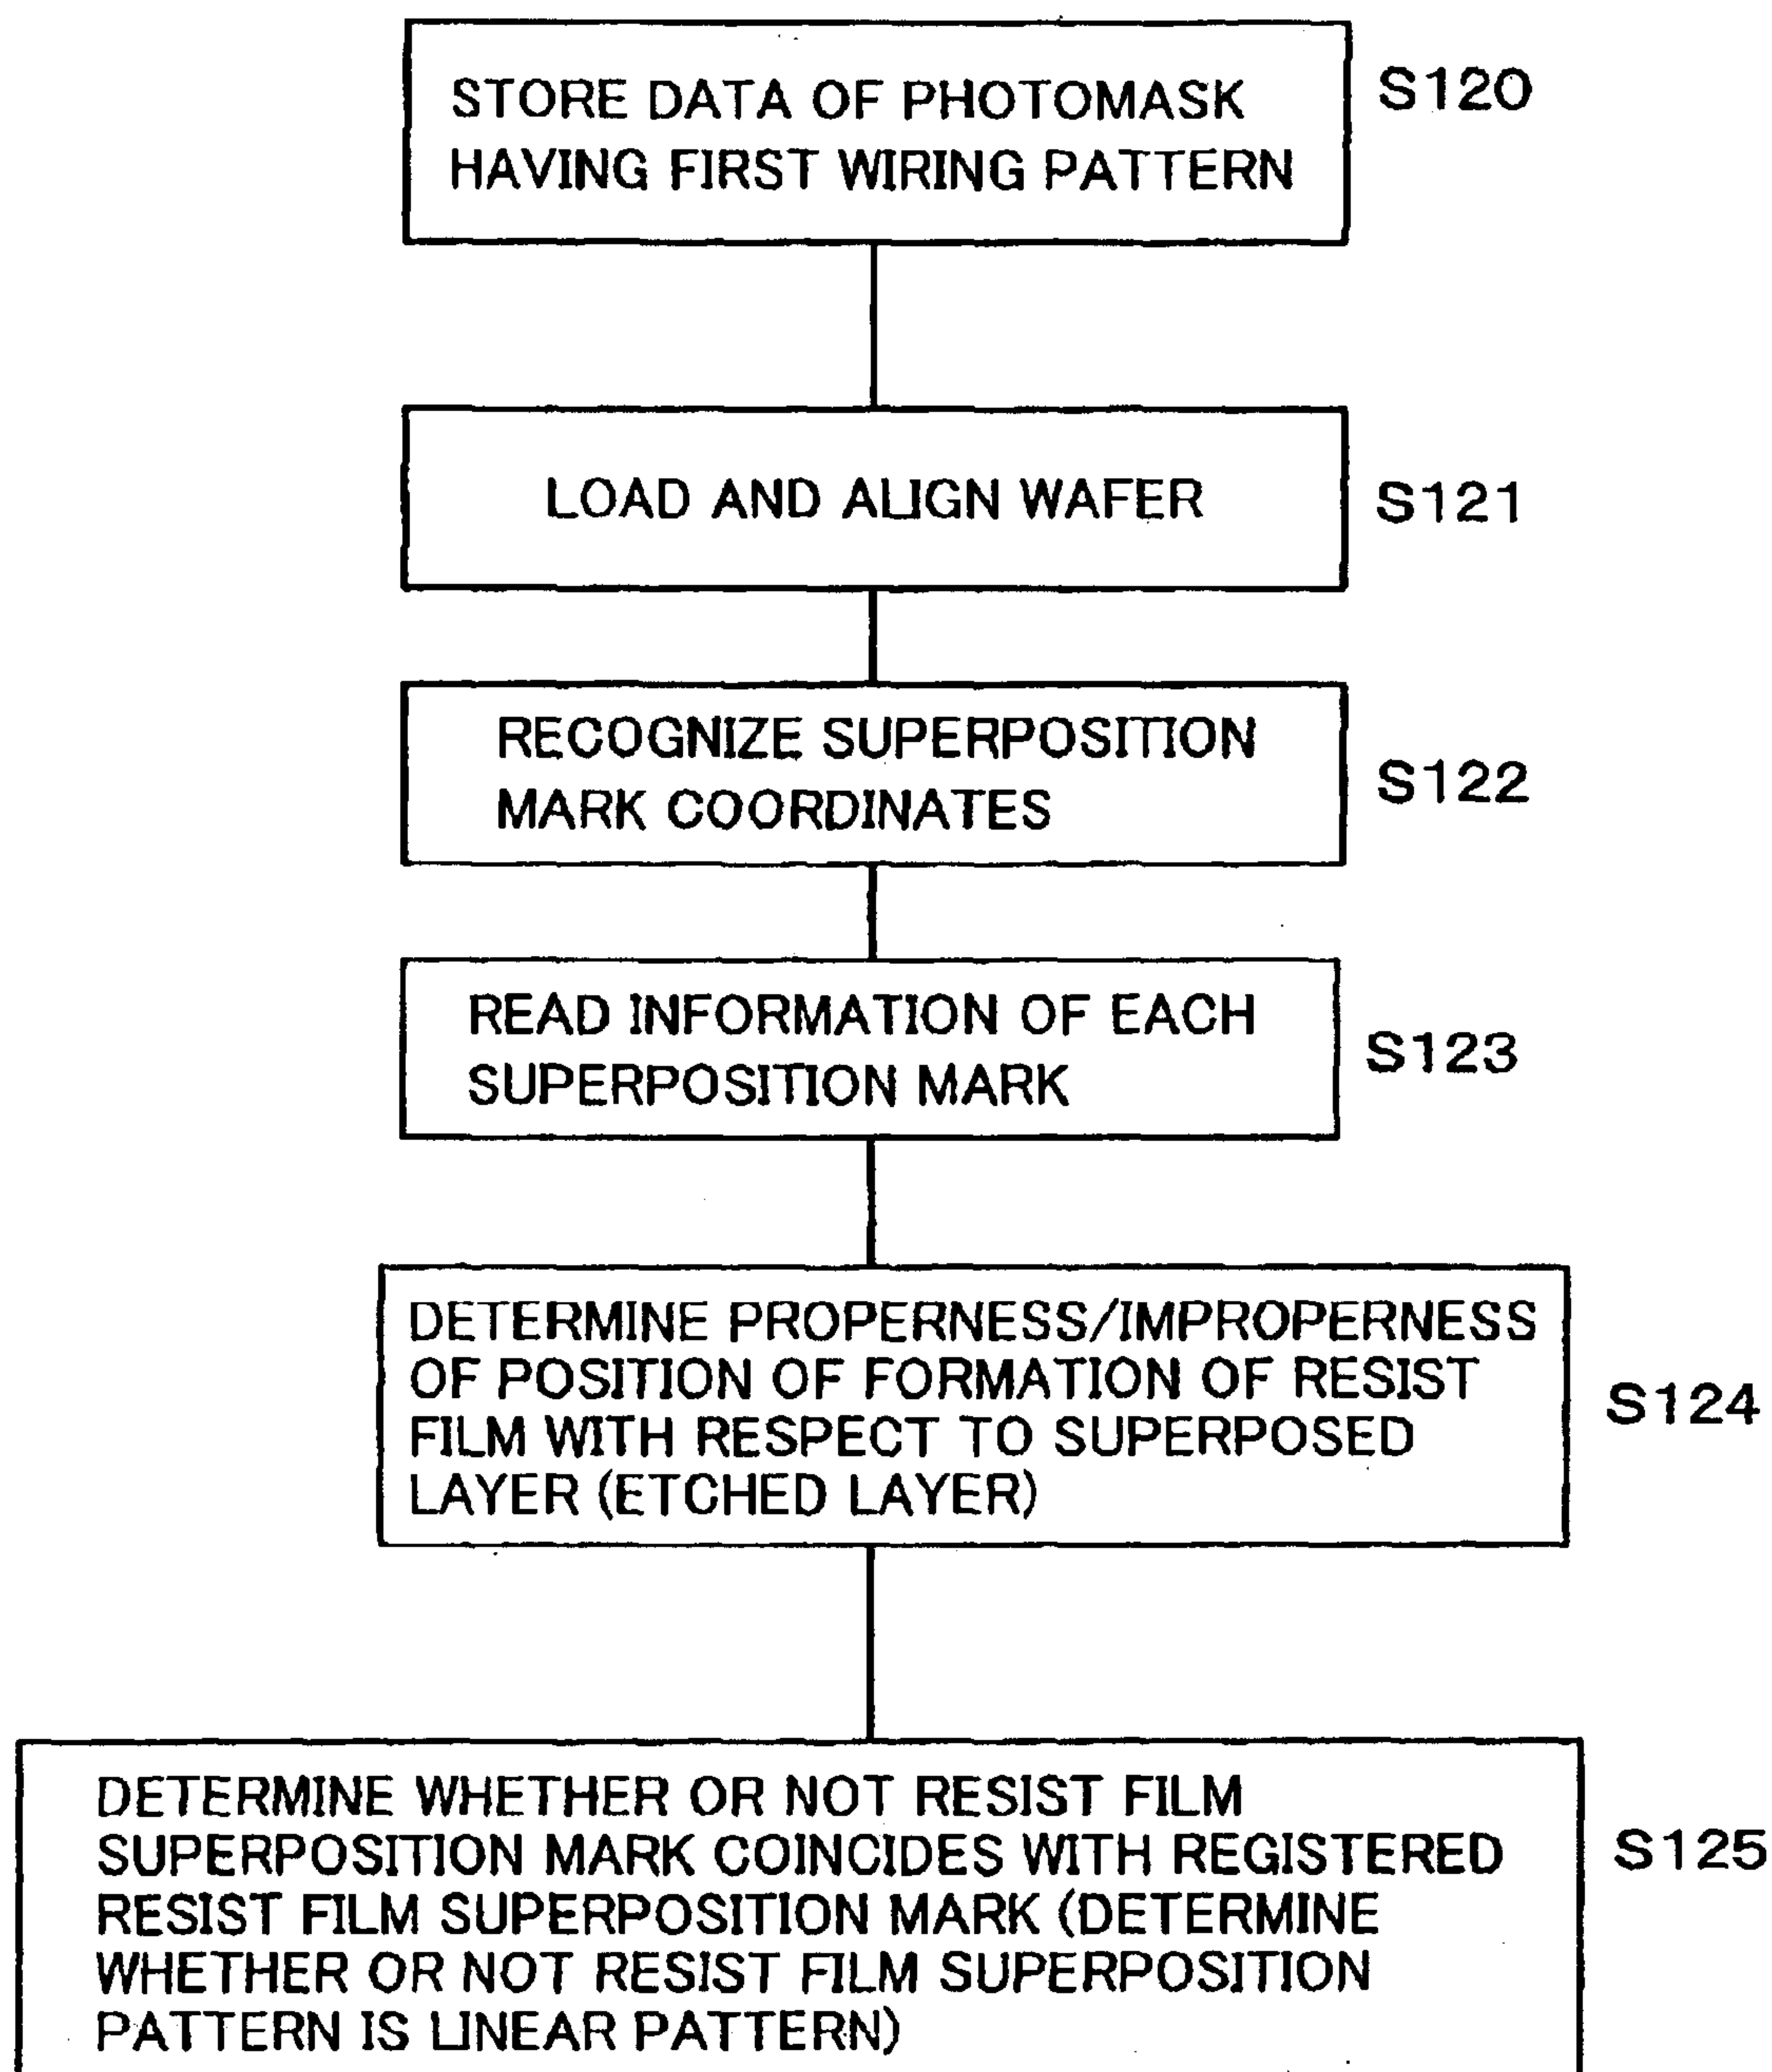 STORE DATA OF PHOTOMASK
HAVING FIRST WIRING PATTERN
S120
LOAD AND ALIGN WAFER
S121
RECOGNIZE SUPERPOSITION
MARK COORDINATES
S122
READ INFORMATION OF EACH
SUPERPOSITION MARK
S123
DETERMINE PROPERNESS/IMPROPERNESS
OF POSITION OF FORMATION OF RESIST
FILM WITH RESPECT TO SUPERPOSED
LAYER (ETCHED LAYER)
S124
DETERMINE WHETHER OR NOT RESIST FILM
SUPERPOSITION MARK COINCIDES WITH REGISTERED
RESIST FILM SUPERPOSITION MARK (DETERMINE
WHETHER OR NOT RESIST FILM SUPERPOSITION
PATTERN IS LINEAR PATTERN)
S125